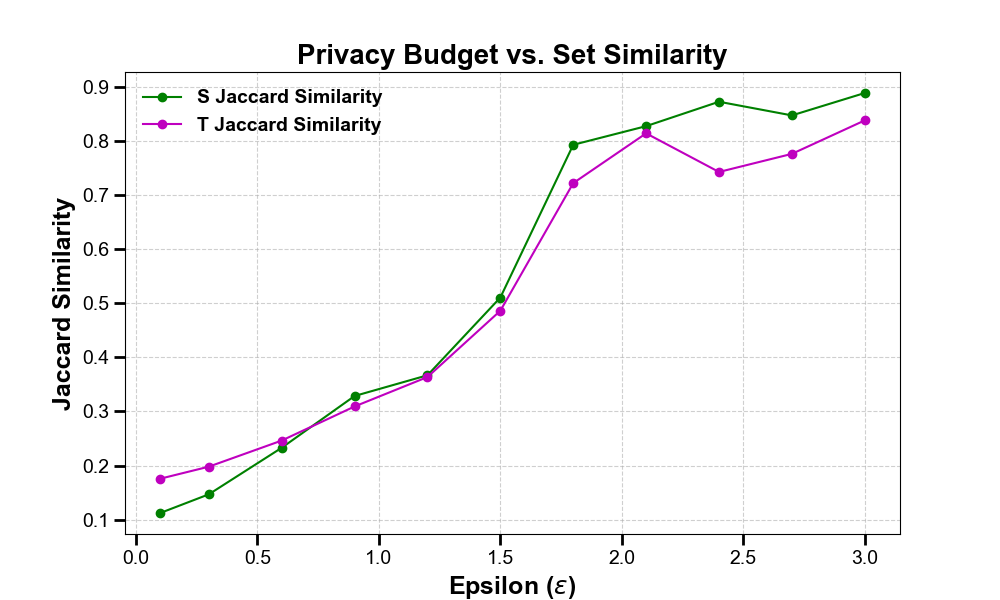 Privacy Budget vs. Set Similarity
S Jaccard Similarity
T Jaccard Similarity
Jaccard Similarity
0.9
0.8
0.7
0.6
0.5
0.4
0.3
0.2
0.1
0.0 0.5 1.0 1.5 2.0 2.5 3.0
Epsilon (ε)